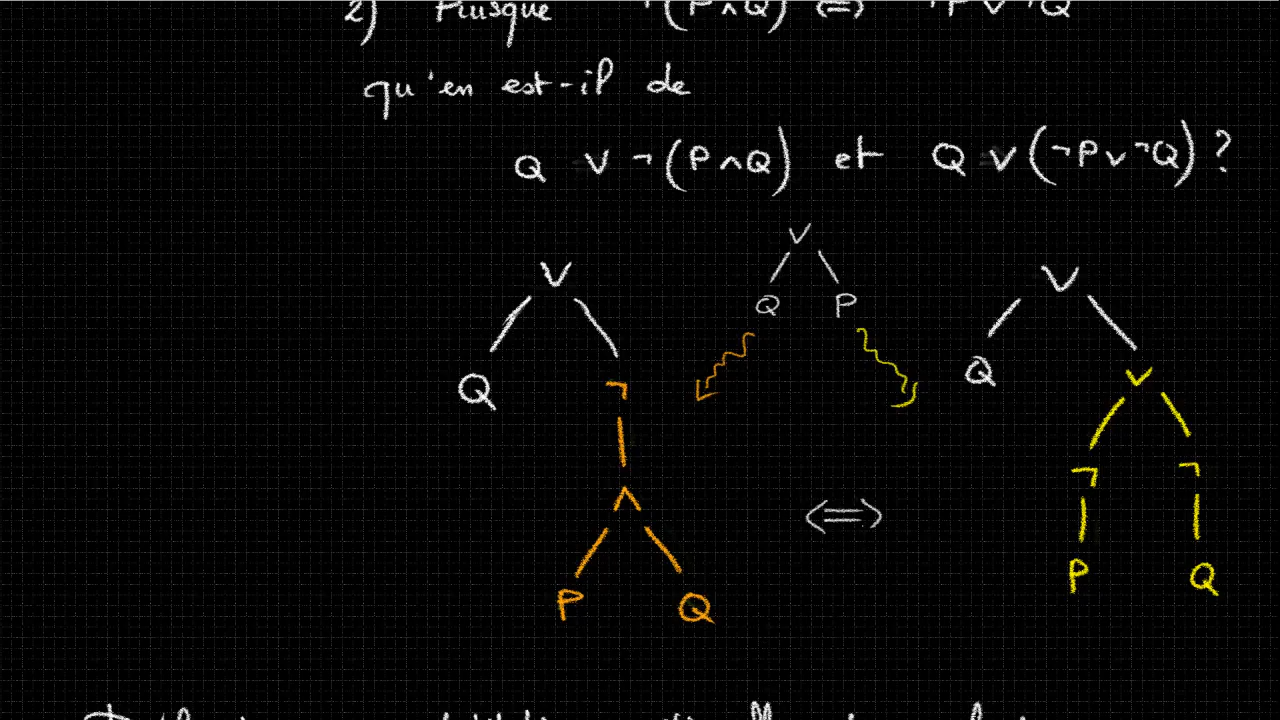 2) Puisque ¬(P∧Q) ⇔ ¬P∨¬Q
qu'en est-il de
Q ∨ ¬(P∧Q) et Q ∨ (¬P∨¬Q) ?
∨
∨ ∨
Q P
Q ¬ Q ∨
¬ ¬
∧ ⇔
P Q P Q